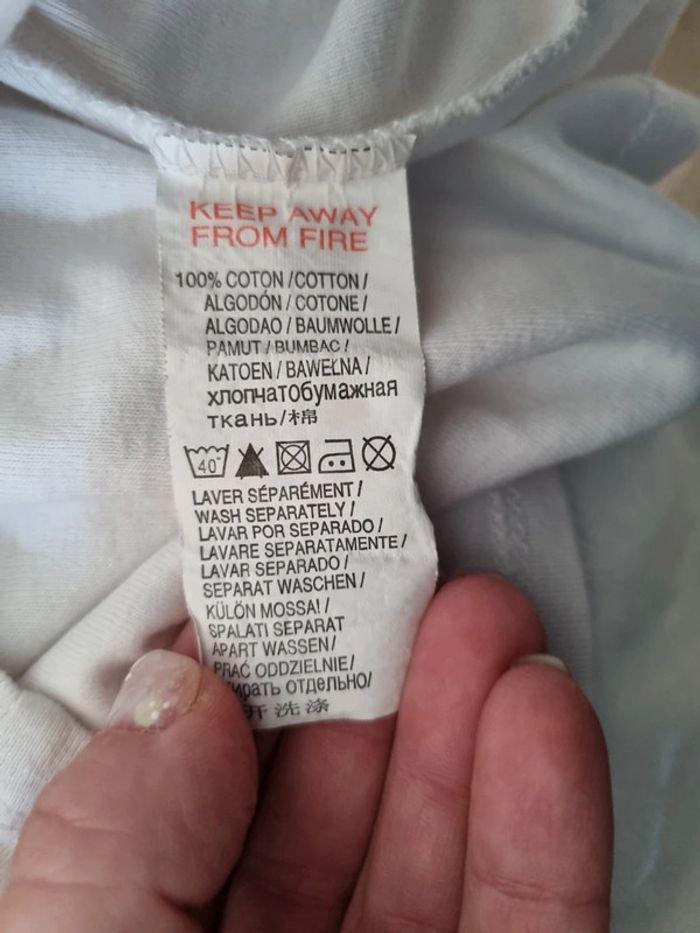 KEEP AWAY
FROM FIRE
100% COTON /COTTON /
ALGODÓN / COTONE /
ALGODAO / BAUMWOLLE /
PAMUT / BUMBAC /
KATOEN / BAWEŁNA /
хлопчатобумажная
ткань/棉
40°
LAVER SÉPARÉMENT /
WASH SEPARATELY /
LAVAR POR SEPARADO /
LAVARE SEPARATAMENTE /
LAVAR SEPARADO /
SEPARAT WASCHEN /
KÜLÖN MOSSA! /
SPALATI SEPARAT
APART WASSEN /
PRAĆ ODDZIELNIE/
отдельно/
开洗涤